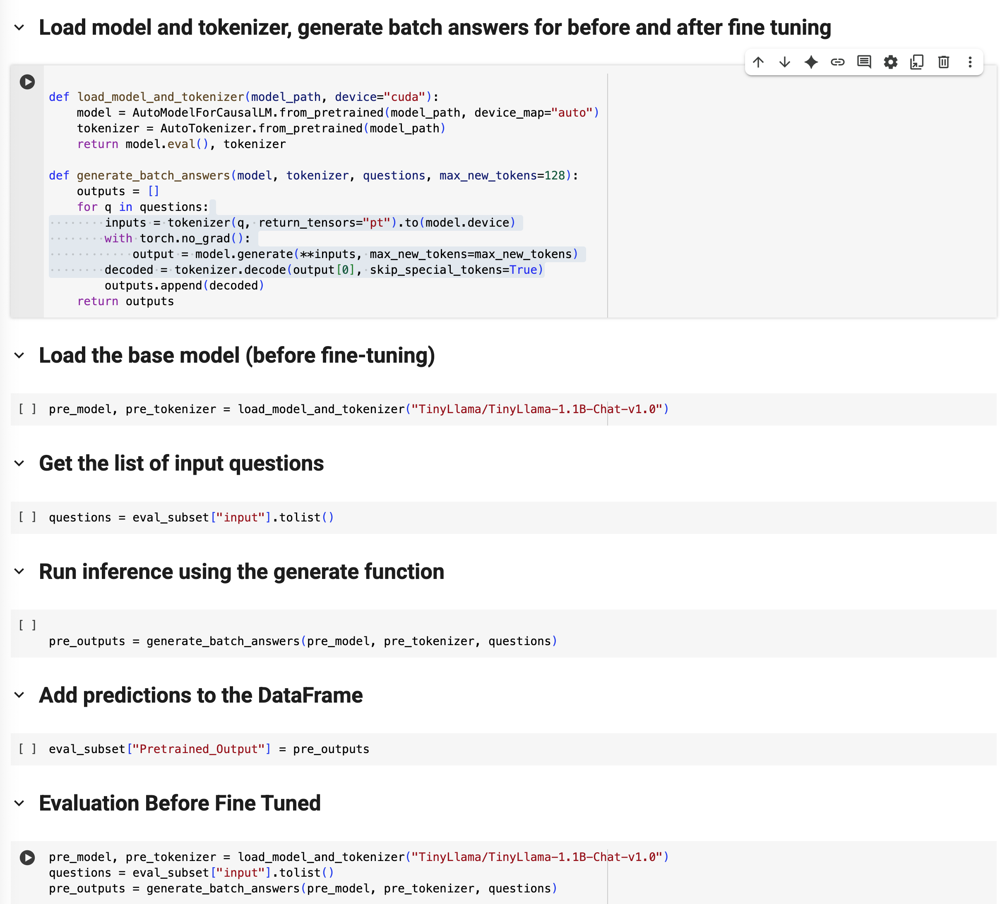 Load model and tokenizer, generate batch answers for before and after fine tuning
def load_model_and_tokenizer(model_path, device="cuda"):
    model = AutoModelForCausalLM.from_pretrained(model_path, device_map="auto")
    tokenizer = AutoTokenizer.from_pretrained(model_path)
    return model.eval(), tokenizer
def generate_batch_answers(model, tokenizer, questions, max_new_tokens=128):
    outputs = []
    for q in questions:
        inputs = tokenizer(q, return_tensors="pt").to(model.device)
        with torch.no_grad():
            output = model.generate(**inputs, max_new_tokens=max_new_tokens)
        decoded = tokenizer.decode(output[0], skip_special_tokens=True)
        outputs.append(decoded)
    return outputs
Load the base model (before fine-tuning)
[ ] pre_model, pre_tokenizer = load_model_and_tokenizer("TinyLlama/TinyLlama-1.1B-Chat-v1.0")
Get the list of input questions
[ ] questions = eval_subset["input"].tolist()
Run inference using the generate function
[ ]
pre_outputs = generate_batch_answers(pre_model, pre_tokenizer, questions)
Add predictions to the DataFrame
[ ] eval_subset["Pretrained_Output"] = pre_outputs
Evaluation Before Fine Tuned
pre_model, pre_tokenizer = load_model_and_tokenizer("TinyLlama/TinyLlama-1.1B-Chat-v1.0")
questions = eval_subset["input"].tolist()
pre_outputs = generate_batch_answers(pre_model, pre_tokenizer, questions)